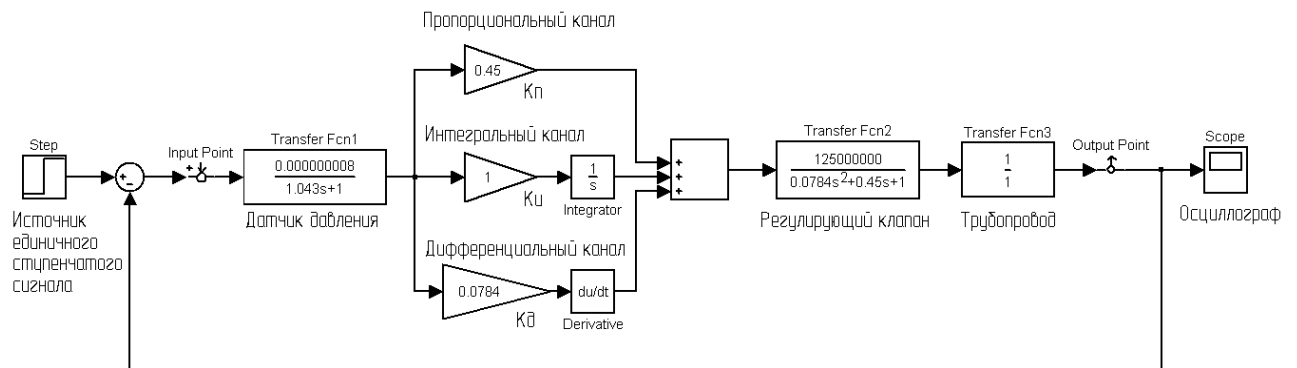 Пропорциональный канал
0.45
Кп
Step
Input Point
Transfer Fcn1
0.000000008
1.043s+1
Датчик давления
Интегральный канал
1
Ки
1
s
Integrator
+
+
+
+
-
Transfer Fcn2
125000000
0.0784s²+0.45s+1
Регулирующий клапан
Transfer Fcn3
1
1
Трубопровод
Output Point
Scope
Осциллограф
Источник
единичного
ступенчатого
сигнала
Дифференциальный канал
0.0784
Кд
du/dt
Derivative